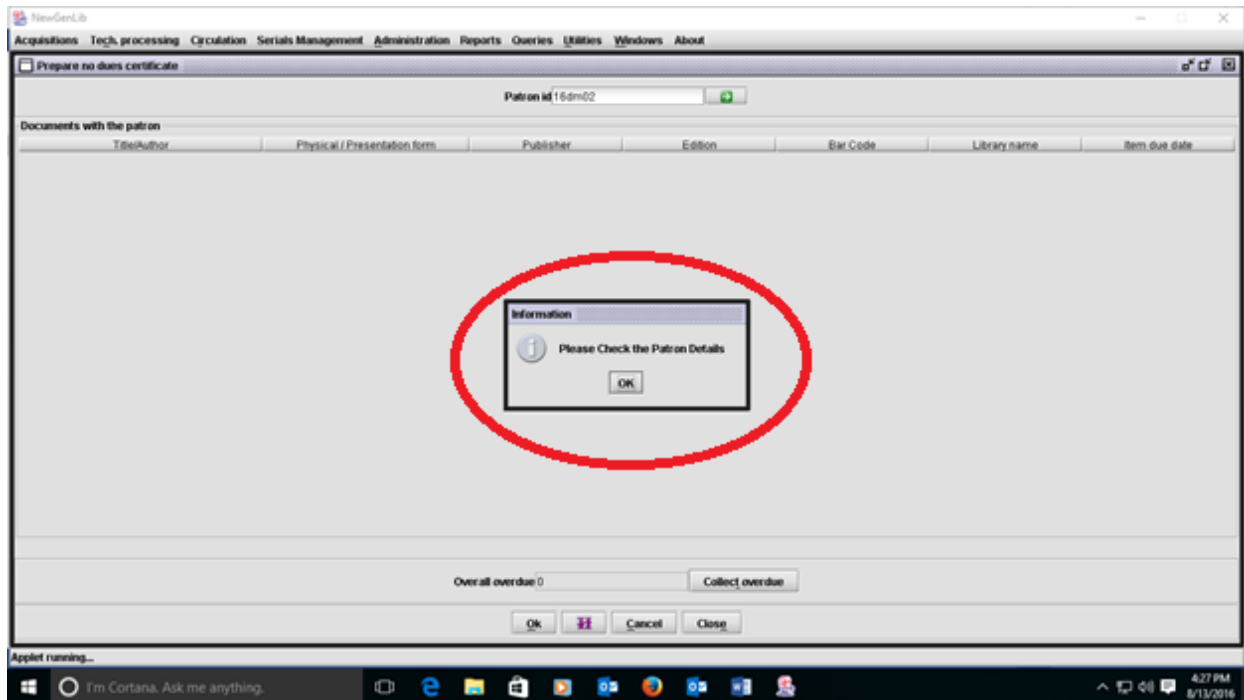 NewGenLib
Acquisitions Tech. processing Circulation Serials Management Administration Reports Queries Utilities Windows About
Prepare no dues certificate
Patron id 16dm02
Documents with the patron
Title/Author Physical / Presentation form Publisher Edition Bar Code Library name Item due date
Information
Please Check the Patron Details
OK
Overall overdue 0 Collect overdue
Ok Cancel Close
Applet running...
I'm Cortana. Ask me anything.
4:27 PM
8/13/2016